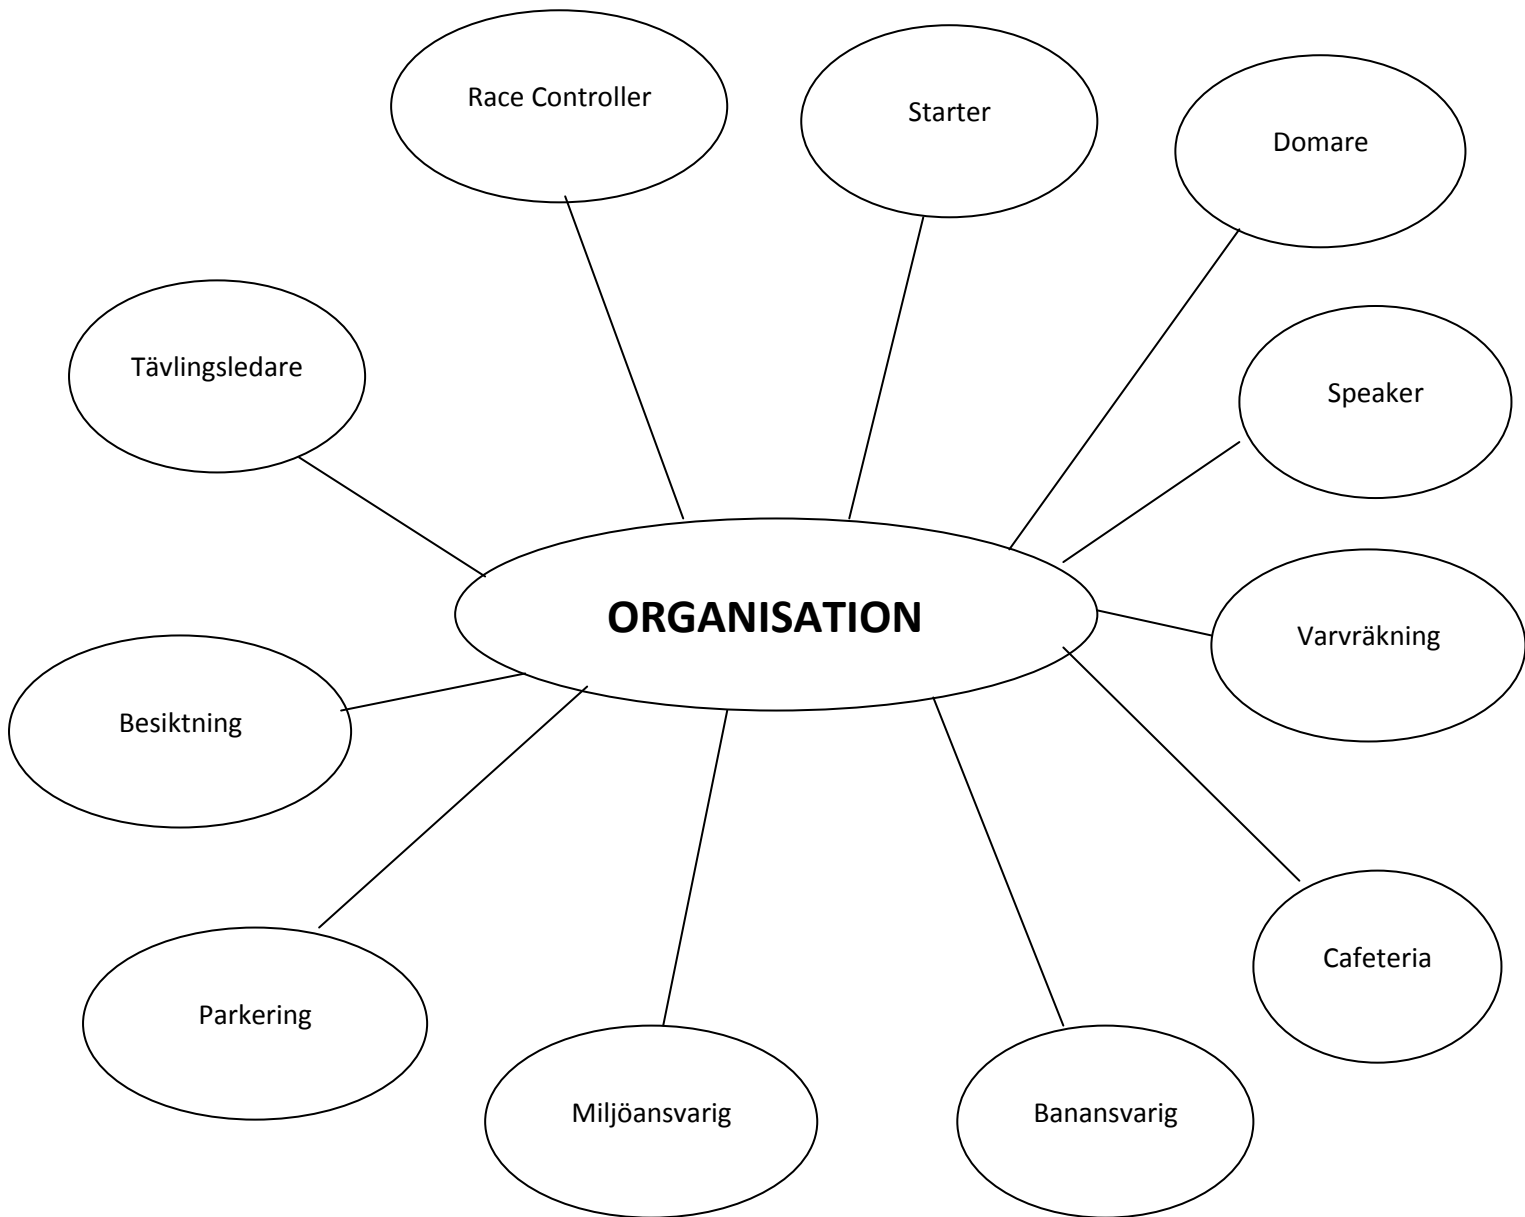 Race Controller
Starter
Domare
Tävlingsledare
Speaker
ORGANISATION
Varvräkning
Besiktning
Cafeteria
Parkering
Miljöansvarig
Banansvarig